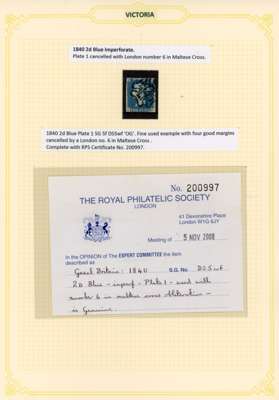 VICTORIA
1840 2d Blue Imperforate.
Plate 1 cancelled with London number 6 in Maltese Cross.
1840 2d Blue Plate 1 SG 5f DS5wf 'OG'. Fine used example with four good margins
cancelled by a London no. 6 in Maltese Cross.
Complete with RPS Certificate No. 200997.
No. 200997
THE ROYAL PHILATELIC SOCIETY
LONDON
41 Devonshire Place
London W1G 6JY
Meeting of 5 NOV 2008
In the OPINION of The EXPERT COMMITTEE the item
described as
Great Britain: 1840 S.G. No. DS5wf
2D Blue - imperf - Plate 1 - used with
number 6 in maltese cross obliteration -
is Genuine.